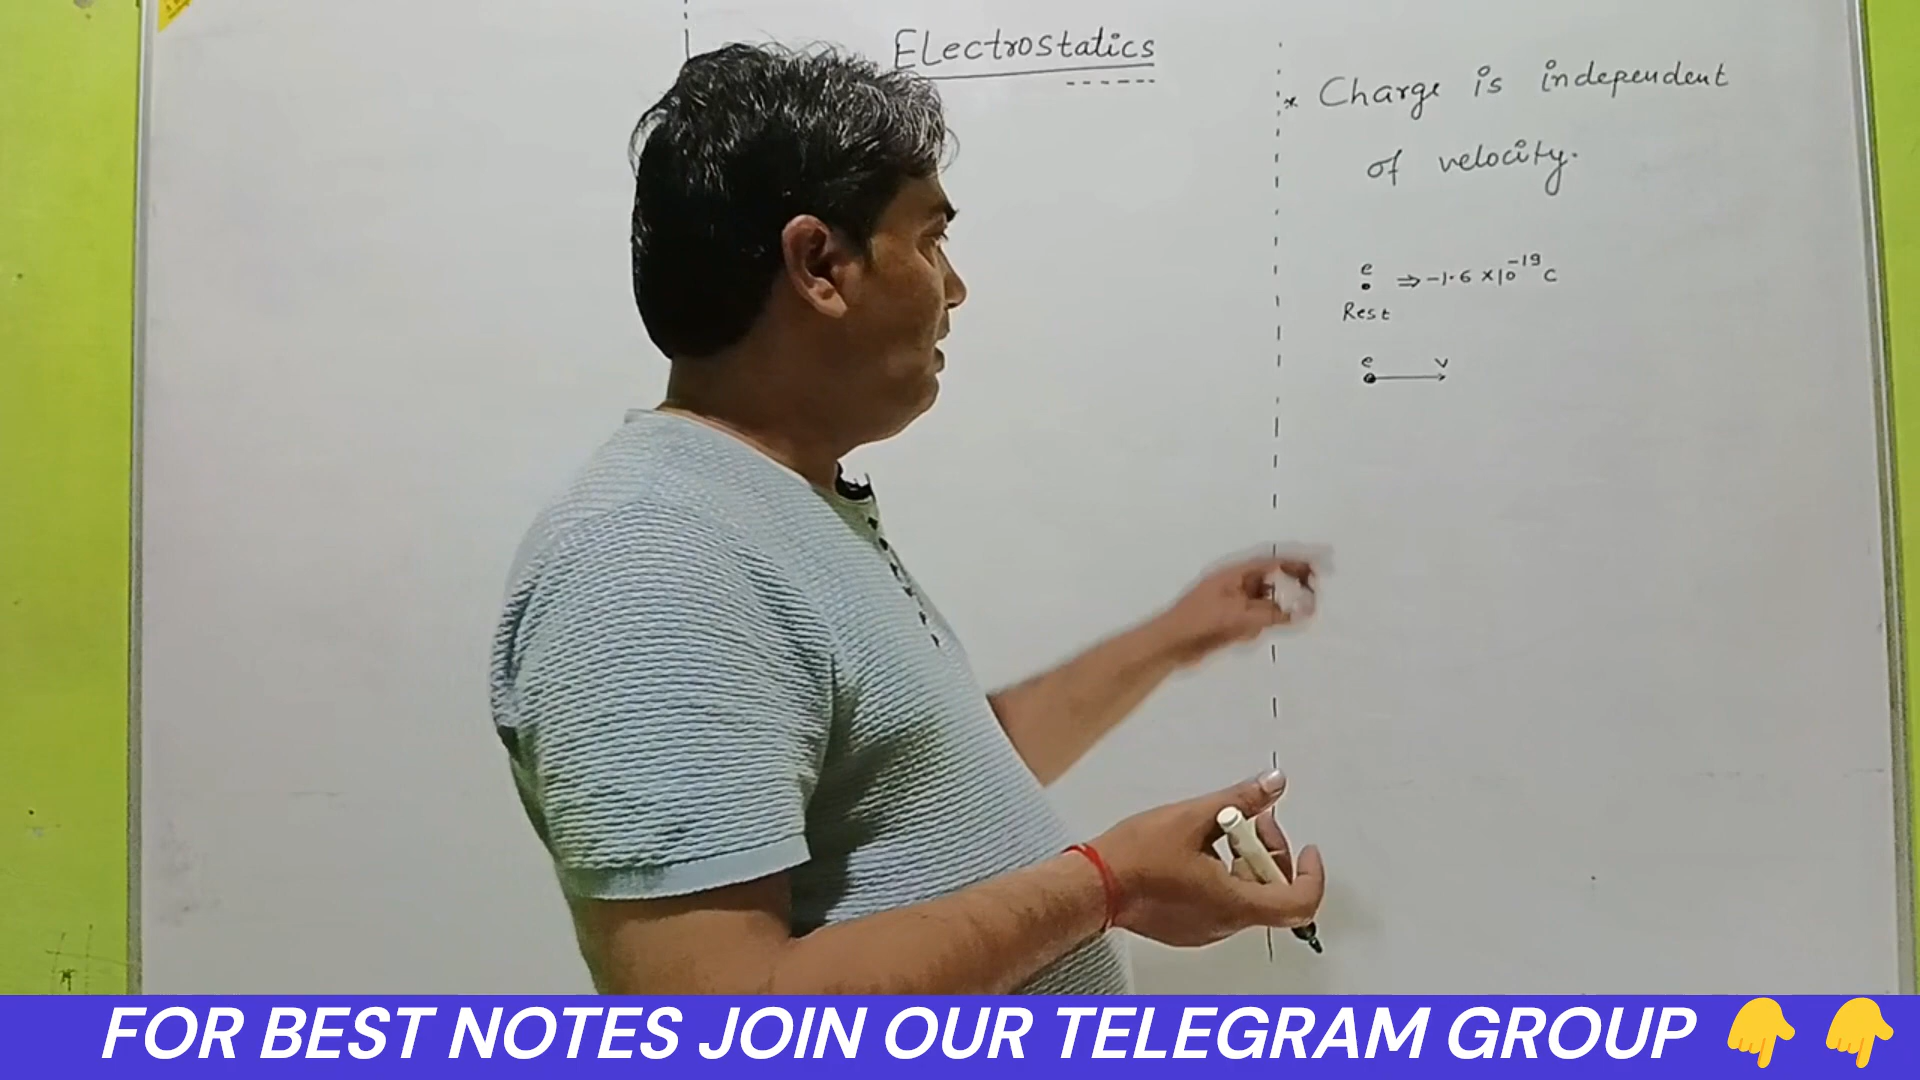 Electrostatics
* Charge is independent
of velocity.
e ⇒ -1.6 × 10⁻¹⁹ C
Rest
e v
FOR BEST NOTES JOIN OUR TELEGRAM GROUP 👇 👇